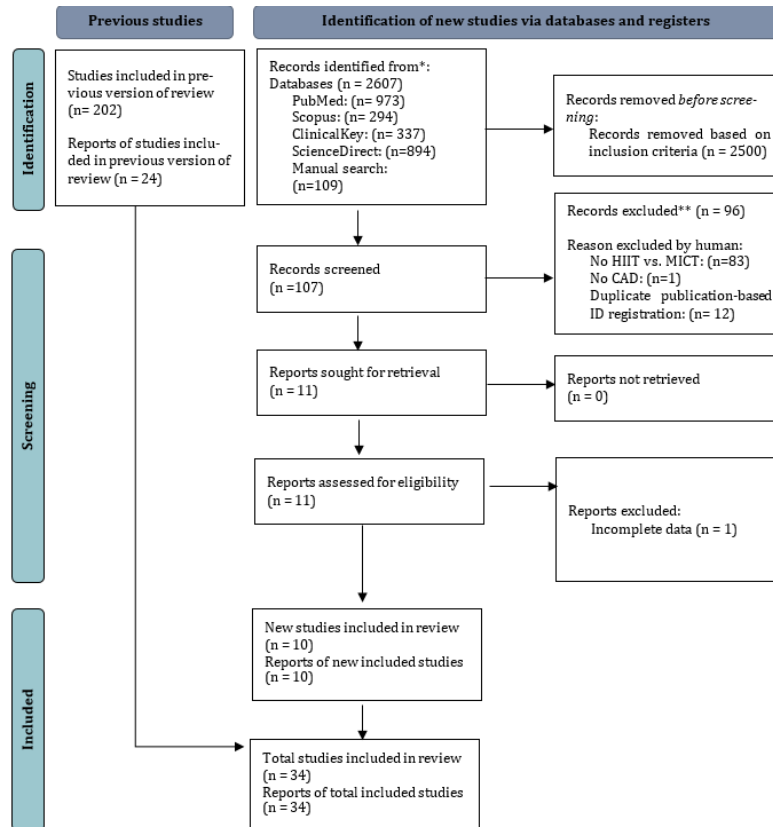 Previous studies
Identification of new studies via databases and registers
Identification
Studies included in pre-
vious version of review
(n= 202)
Reports of studies inclu-
ded in previous version of
review (n = 24)
Records identified from*:
Databases (n = 2607)
PubMed: (n = 973)
Scopus: (n = 294)
ClinicalKey: (n = 337)
ScienceDirect: (n=894)
Manual search:
(n=109)
Records removed before scree-
ning:
Records removed based on
inclusion criteria (n = 2500)
Screening
Records screened
(n =107)
Records excluded** (n = 96)
Reason excluded by human:
No HIIT vs. MICT: (n=83)
No CAD: (n=1)
Duplicate publication-based
ID registration: (n= 12)
Reports sought for retrieval
(n = 11)
Reports not retrieved
(n = 0)
Reports assessed for eligibility
(n = 11)
Reports excluded:
Incomplete data (n = 1)
Included
New studies included in review
(n = 10)
Reports of new included studies
(n = 10)
Total studies included in review
(n = 34)
Reports of total included studies
(n = 34)